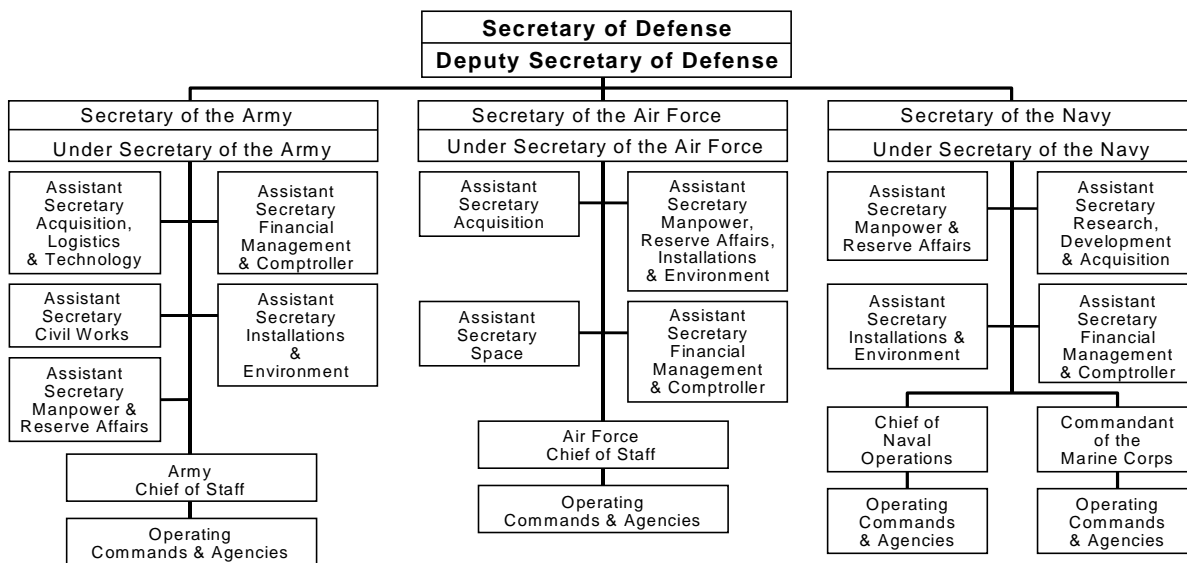 Secretary of Defense
Deputy Secretary of Defense
Secretary of the Army
Under Secretary of the Army
Assistant
Secretary
Acquisition,
Logistics
& Technology
Assistant
Secretary
Financial
Management
& Comptroller
Assistant
Secretary
Civil Works
Assistant
Secretary
Installations
&
Environment
Assistant
Secretary
Manpower &
Reserve Affairs
Army
Chief of Staff
Operating
Commands & Agencies
Secretary of the Air Force
Under Secretary of the Air Force
Assistant
Secretary
Acquisition
Assistant
Secretary
Manpower,
Reserve Affairs,
Installations
& Environment
Assistant
Secretary
Space
Assistant
Secretary
Financial
Management
& Comptroller
Air Force
Chief of Staff
Operating
Commands & Agencies
Secretary of the Navy
Under Secretary of the Navy
Assistant
Secretary
Manpower
& Reserve Affairs
Assistant
Secretary
Research,
Development
& Acquisition
Assistant
Secretary
Installations &
Environment
Assistant
Secretary
Financial
Management
& Comptroller
Chief of
Naval
Operations
Commandant
of the
Marine Corps
Operating
Commands
& Agencies
Operating
Commands
& Agencies